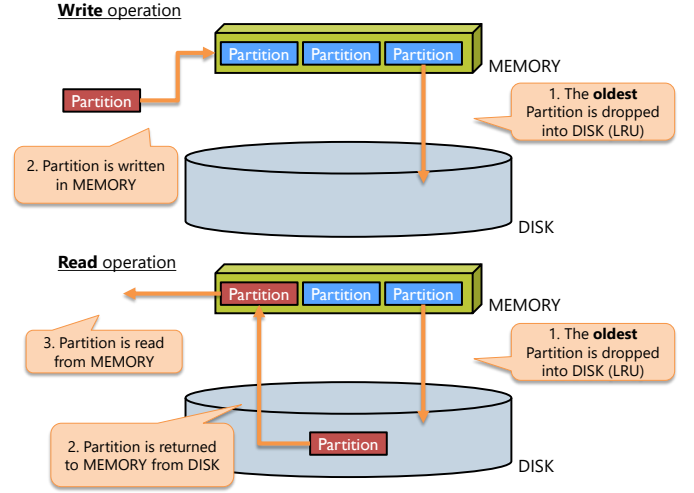 Write operation
Partition Partition Partition
MEMORY
Partition
1. The oldest
Partition is dropped
into DISK (LRU)
2. Partition is written
in MEMORY
DISK
Read operation
Partition Partition Partition
MEMORY
3. Partition is read
from MEMORY
1. The oldest
Partition is dropped
into DISK (LRU)
2. Partition is returned
to MEMORY from DISK
Partition
DISK